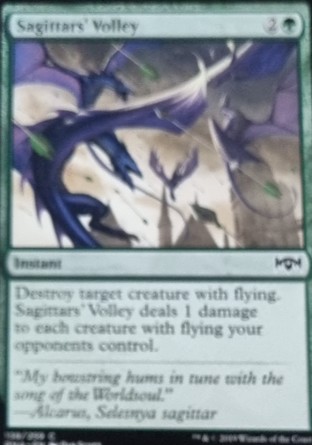 Sagittars' Volley 2
Instant
Destroy target creature with flying.
Sagittars' Volley deals 1 damage
to each creature with flying your
opponents control.
"My bowstring hums in tune with the
song of the Worldsoul."
—Alcarus, Selesnya sagittar
C